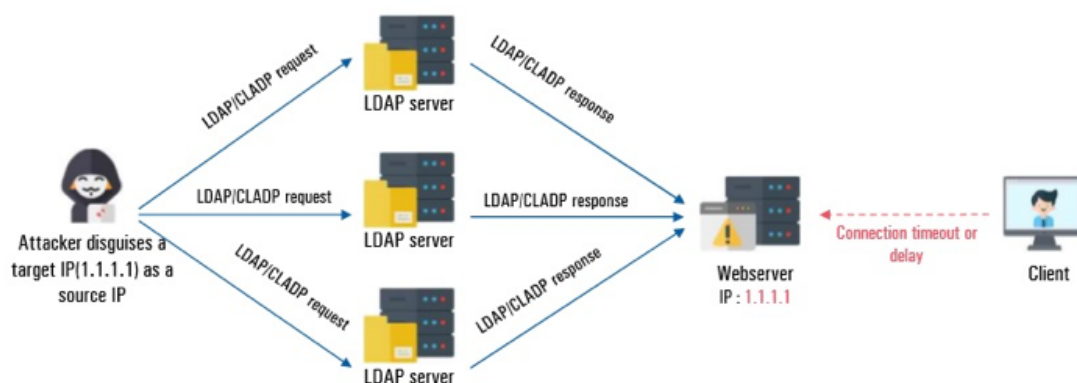 LDAP/CLADP request
LDAP server
LDAP/CLADP response
LDAP/CLADP request
LDAP server
LDAP/CLADP response
Attacker disguises a
target IP(1.1.1.1) as a
source IP
LDAP/CLADP request
LDAP server
LDAP/CLADP response
Webserver
IP : 1.1.1.1
Connection timeout or
delay
Client